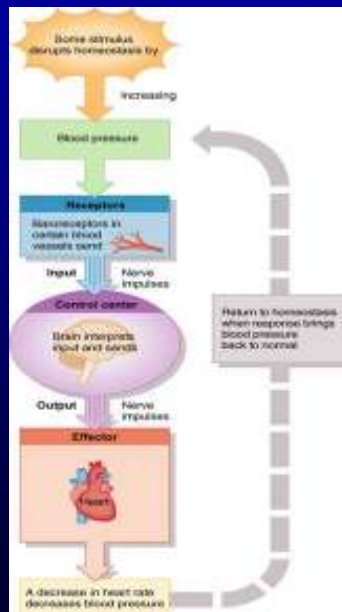 Some stimulus
disrupts homeostasis by
Increasing
Blood pressure
Receptors
Baroreceptors in
certain blood
vessels send
Input
Nerve
impulses
Control center
Brain interprets
input and sends
Output
Nerve
impulses
Effector
Heart
A decrease in heart rate
decreases blood pressure
Return to homeostasis
when response brings
blood pressure
back to normal